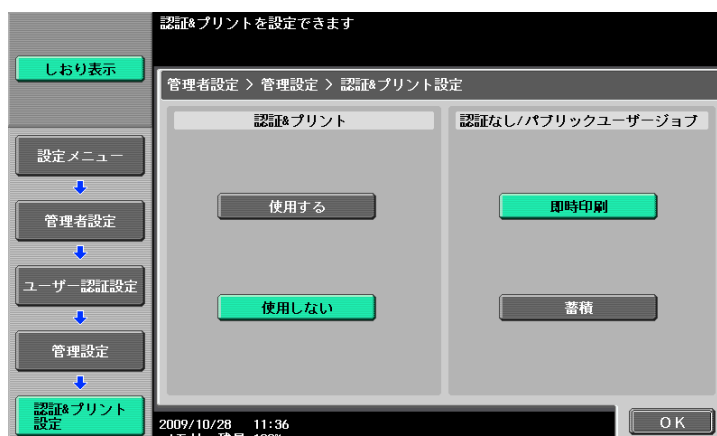 認証&プリントを設定できます
しおり表示
管理者設定 > 管理設定 > 認証&プリント設定
認証&プリント
認証なし/パブリックユーザージョブ
設定メニュー
管理者設定
ユーザー認証設定
管理設定
認証&プリント
設定
使用する
使用しない
即時印刷
蓄積
2009/10/28 11:36
OK